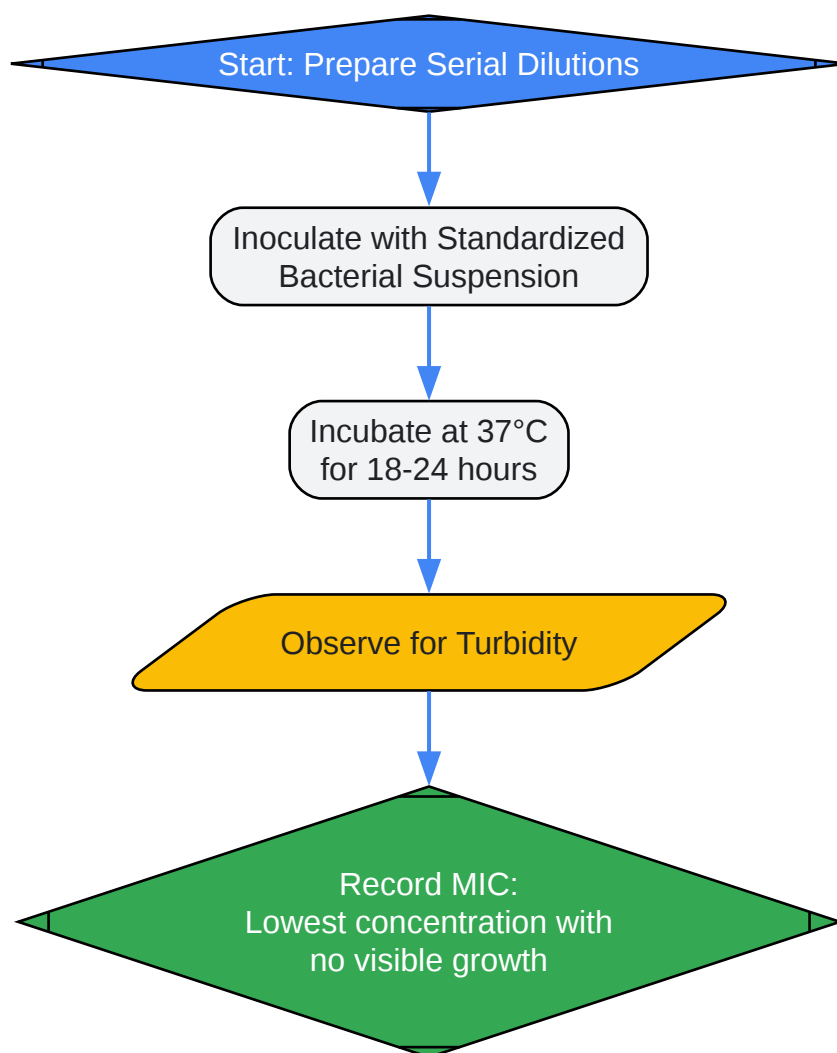 Start: Prepare Serial Dilutions
Inoculate with Standardized
Bacterial Suspension
Incubate at 37°C
for 18-24 hours
Observe for Turbidity
Record MIC:
Lowest concentration with
no visible growth